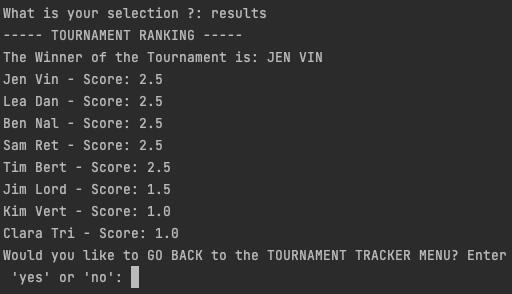 What is your selection ?: results
----- TOURNAMENT RANKING -----
The Winner of the Tournament is: JEN VIN
Jen Vin - Score: 2.5
Lea Dan - Score: 2.5
Ben Nal - Score: 2.5
Sam Ret - Score: 2.5
Tim Bert - Score: 2.5
Jim Lord - Score: 1.5
Kim Vert - Score: 1.0
Clara Tri - Score: 1.0
Would you like to GO BACK to the TOURNAMENT TRACKER MENU? Enter
 'yes' or 'no':